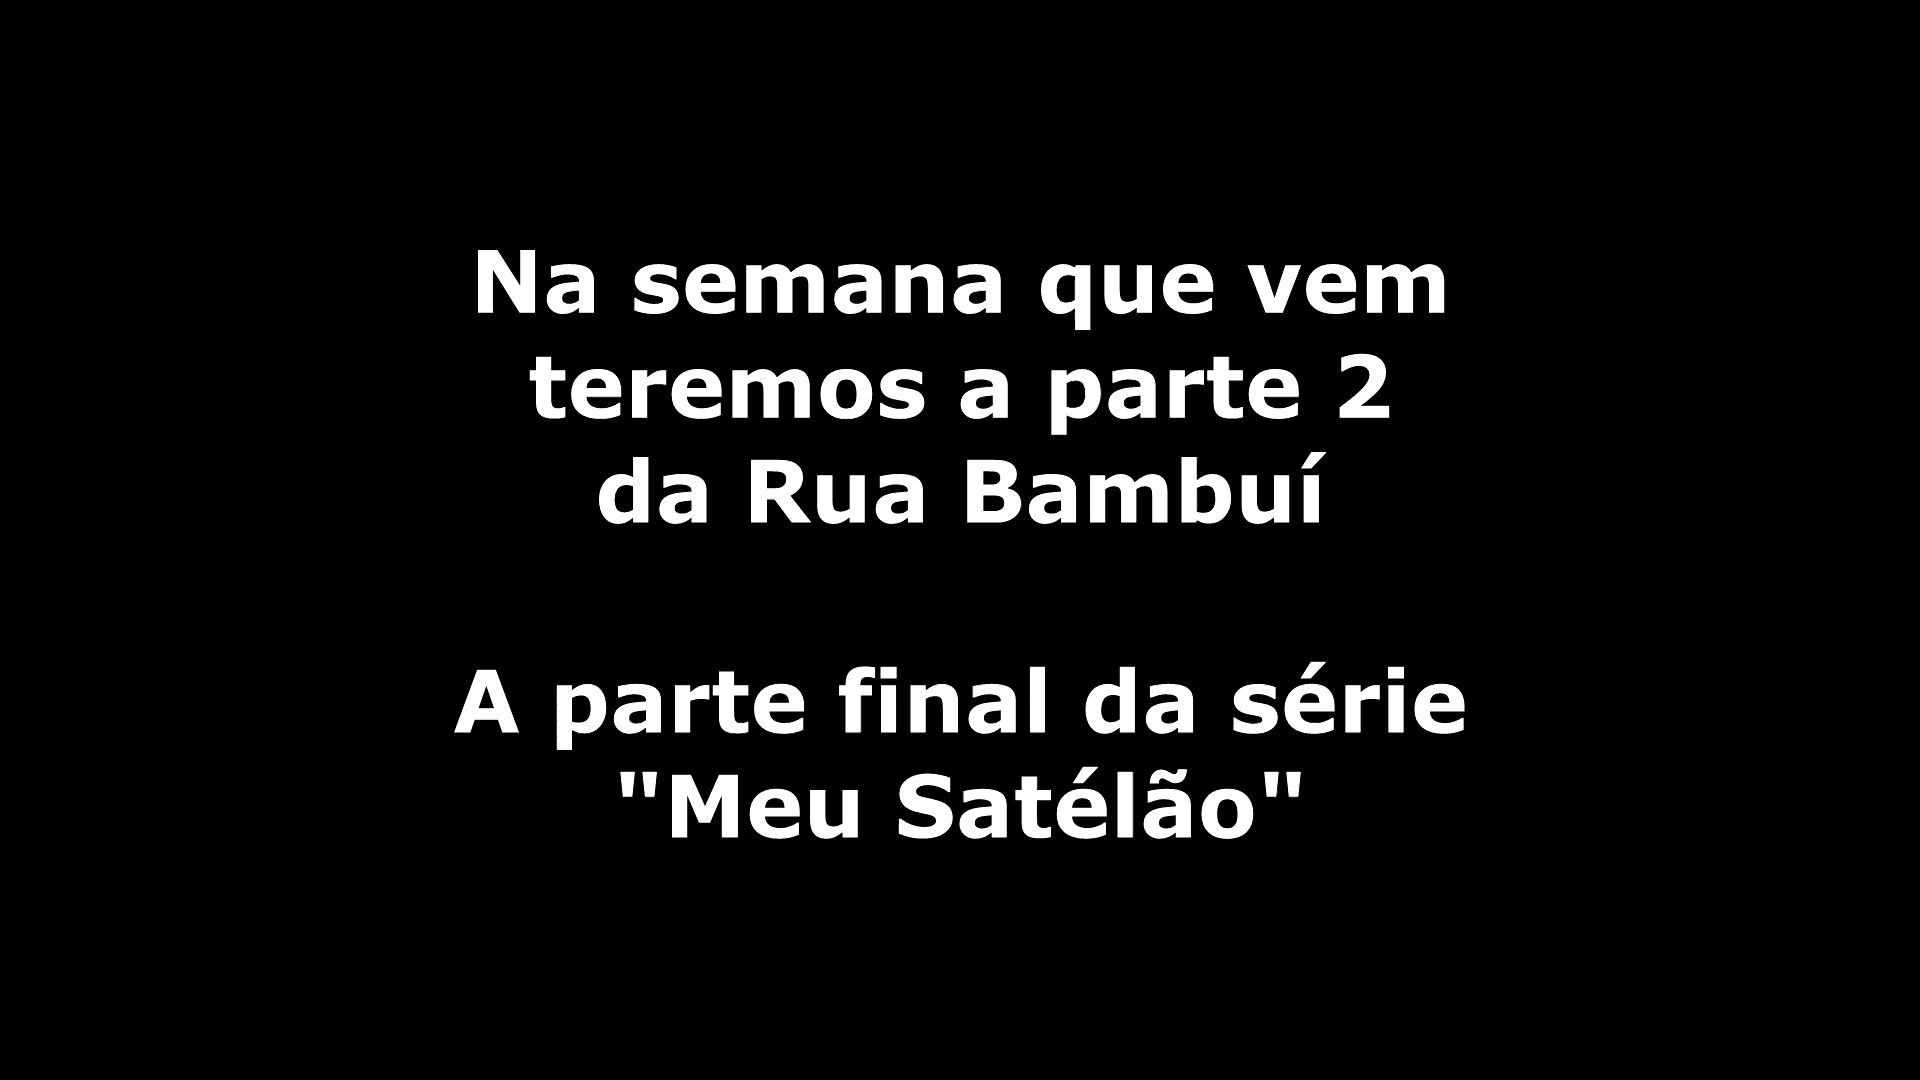 Na semana que vem
teremos a parte 2
da Rua Bambuí
A parte final da série
"Meu Satélão"